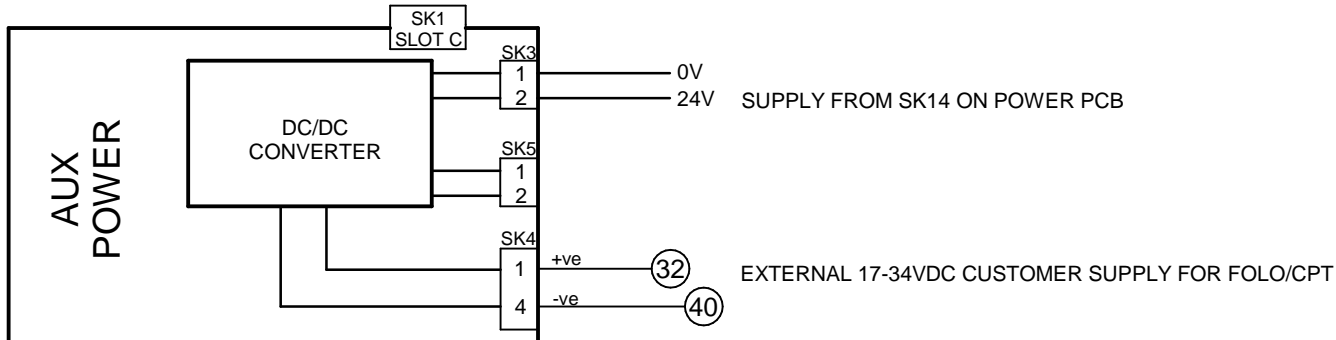 SK1
SLOT C
SK3
1
0V
2
24V
SUPPLY FROM SK14 ON POWER PCB
DC/DC
CONVERTER
AUX
POWER
SK5
1
2
SK4
1
+ve
32
EXTERNAL 17-34VDC CUSTOMER SUPPLY FOR FOLO/CPT
4
-ve
40